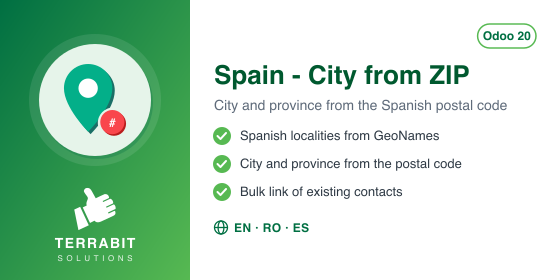 Odoo 20
Spain - City from ZIP
City and province from the Spanish postal code
Spanish localities from GeoNames
City and province from the postal code
Bulk link of existing contacts
EN · RO · ES
#
TERRABIT
SOLUTIONS